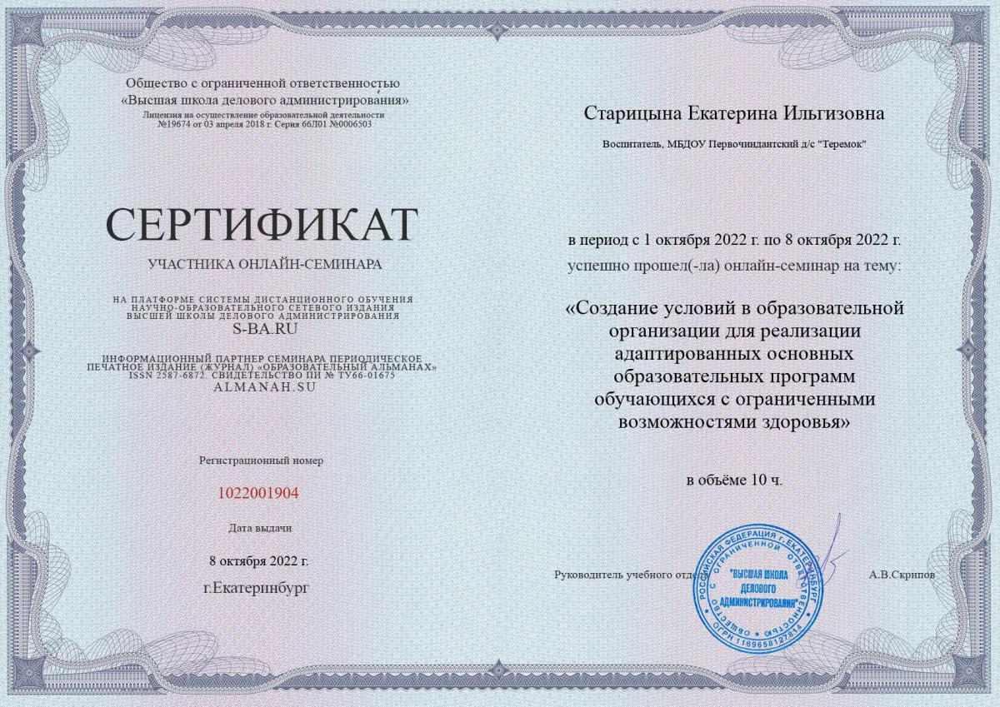 Общество с ограниченной ответственностью
«Высшая школа делового администрирования»
Лицензия на осуществление образовательной деятельности
№19674 от 03 апреля 2018 г. Серия 66Л01 №0006503
СЕРТИФИКАТ
УЧАСТНИКА ОНЛАЙН-СЕМИНАРА
НА ПЛАТФОРМЕ СИСТЕМЫ ДИСТАНЦИОННОГО ОБУЧЕНИЯ
НАУЧНО-ОБРАЗОВАТЕЛЬНОГО СЕТЕВОГО ИЗДАНИЯ
ВЫСШЕЙ ШКОЛЫ ДЕЛОВОГО АДМИНИСТРИРОВАНИЯ
S-BA.RU
ИНФОРМАЦИОННЫЙ ПАРТНЕР СЕМИНАРА ПЕРИОДИЧЕСКОЕ
ПЕЧАТНОЕ ИЗДАНИЕ (ЖУРНАЛ) «ОБРАЗОВАТЕЛЬНЫЙ АЛЬМАНАХ»
ISSN 2587-6872. СВИДЕТЕЛЬСТВО ПИ № ТУ66-01675
ALMANAH.SU
Регистрационный номер
1022001904
Дата выдачи
8 октября 2022 г.
г.Екатеринбург
Старицына Екатерина Ильгизовна
Воспитатель, МБДОУ Первочиндантский д/с "Теремок"
в период с 1 октября 2022 г. по 8 октября 2022 г.
успешно прошел(-ла) онлайн-семинар на тему:
«Создание условий в образовательной
организации для реализации
адаптированных основных
образовательных программ
обучающихся с ограниченными
возможностями здоровья»
в объёме 10 ч.
Руководитель учебного отдела
А.В.Скрипов
РОССИЙСКАЯ ФЕДЕРАЦИЯ г. ЕКАТЕРИНБУРГ
ОГРН 1169658127814
ОБЩЕСТВО С ОГРАНИЧЕННОЙ ОТВЕТСТВЕННОСТЬЮ
"ВЫСШАЯ ШКОЛА
ДЕЛОВОГО
АДМИНИСТРИРОВАНИЯ"